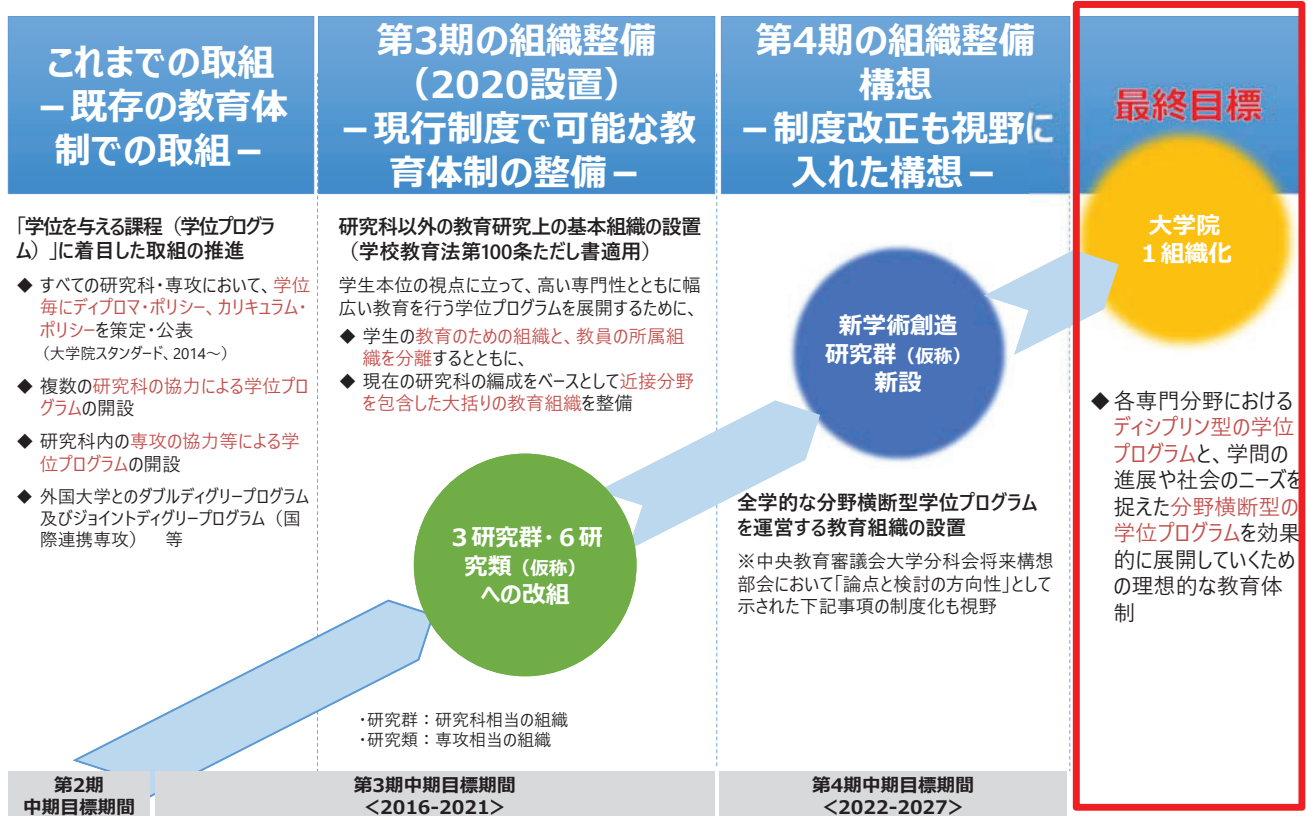 これまでの取組
－既存の教育体
制での取組－
「学位を与える課程（学位プログラ
ム）」に着目した取組の推進
◆ すべての研究科・専攻において、学位
毎にディプロマ・ポリシー、カリキュラム・
ポリシーを策定・公表
（大学院スタンダード、2014～）
◆ 複数の研究科の協力による学位プロ
グラムの開設
◆ 研究科内の専攻の協力等による学
位プログラムの開設
◆ 外国大学とのダブルディグリープログラム
及びジョイントディグリープログラム（国
際連携専攻）　等
第2期
中期目標期間
第3期の組織整備
（2020設置）
－現行制度で可能な教
育体制の整備－
研究科以外の教育研究上の基本組織の設置
（学校教育法第100条ただし書適用）
学生本位の視点に立って、高い専門性とともに幅
広い教育を行う学位プログラムを展開するために、
◆ 学生の教育のための組織と、教員の所属組
織を分離するとともに、
◆ 現在の研究科の編成をベースとして近接分野
を包含した大括りの教育組織を整備
３研究群・６研
究類（仮称）
への改組
・研究群：研究科相当の組織
・研究類：専攻相当の組織
第3期中期目標期間
<2016-2021>
第4期の組織整備
構想
－制度改正も視野に
入れた構想－
新学術創造
研究群（仮称）
新設
全学的な分野横断型学位プログラム
を運営する教育組織の設置
※中央教育審議会大学分科会将来構想
部会において「論点と検討の方向性」として
示された下記事項の制度化も視野
第4期中期目標期間
<2022-2027>
最終目標
大学院
１組織化
◆ 各専門分野における
ディシプリン型の学位
プログラムと、学問の
進展や社会のニーズを
捉えた分野横断型の
学位プログラムを効果
的に展開していくため
の理想的な教育体
制